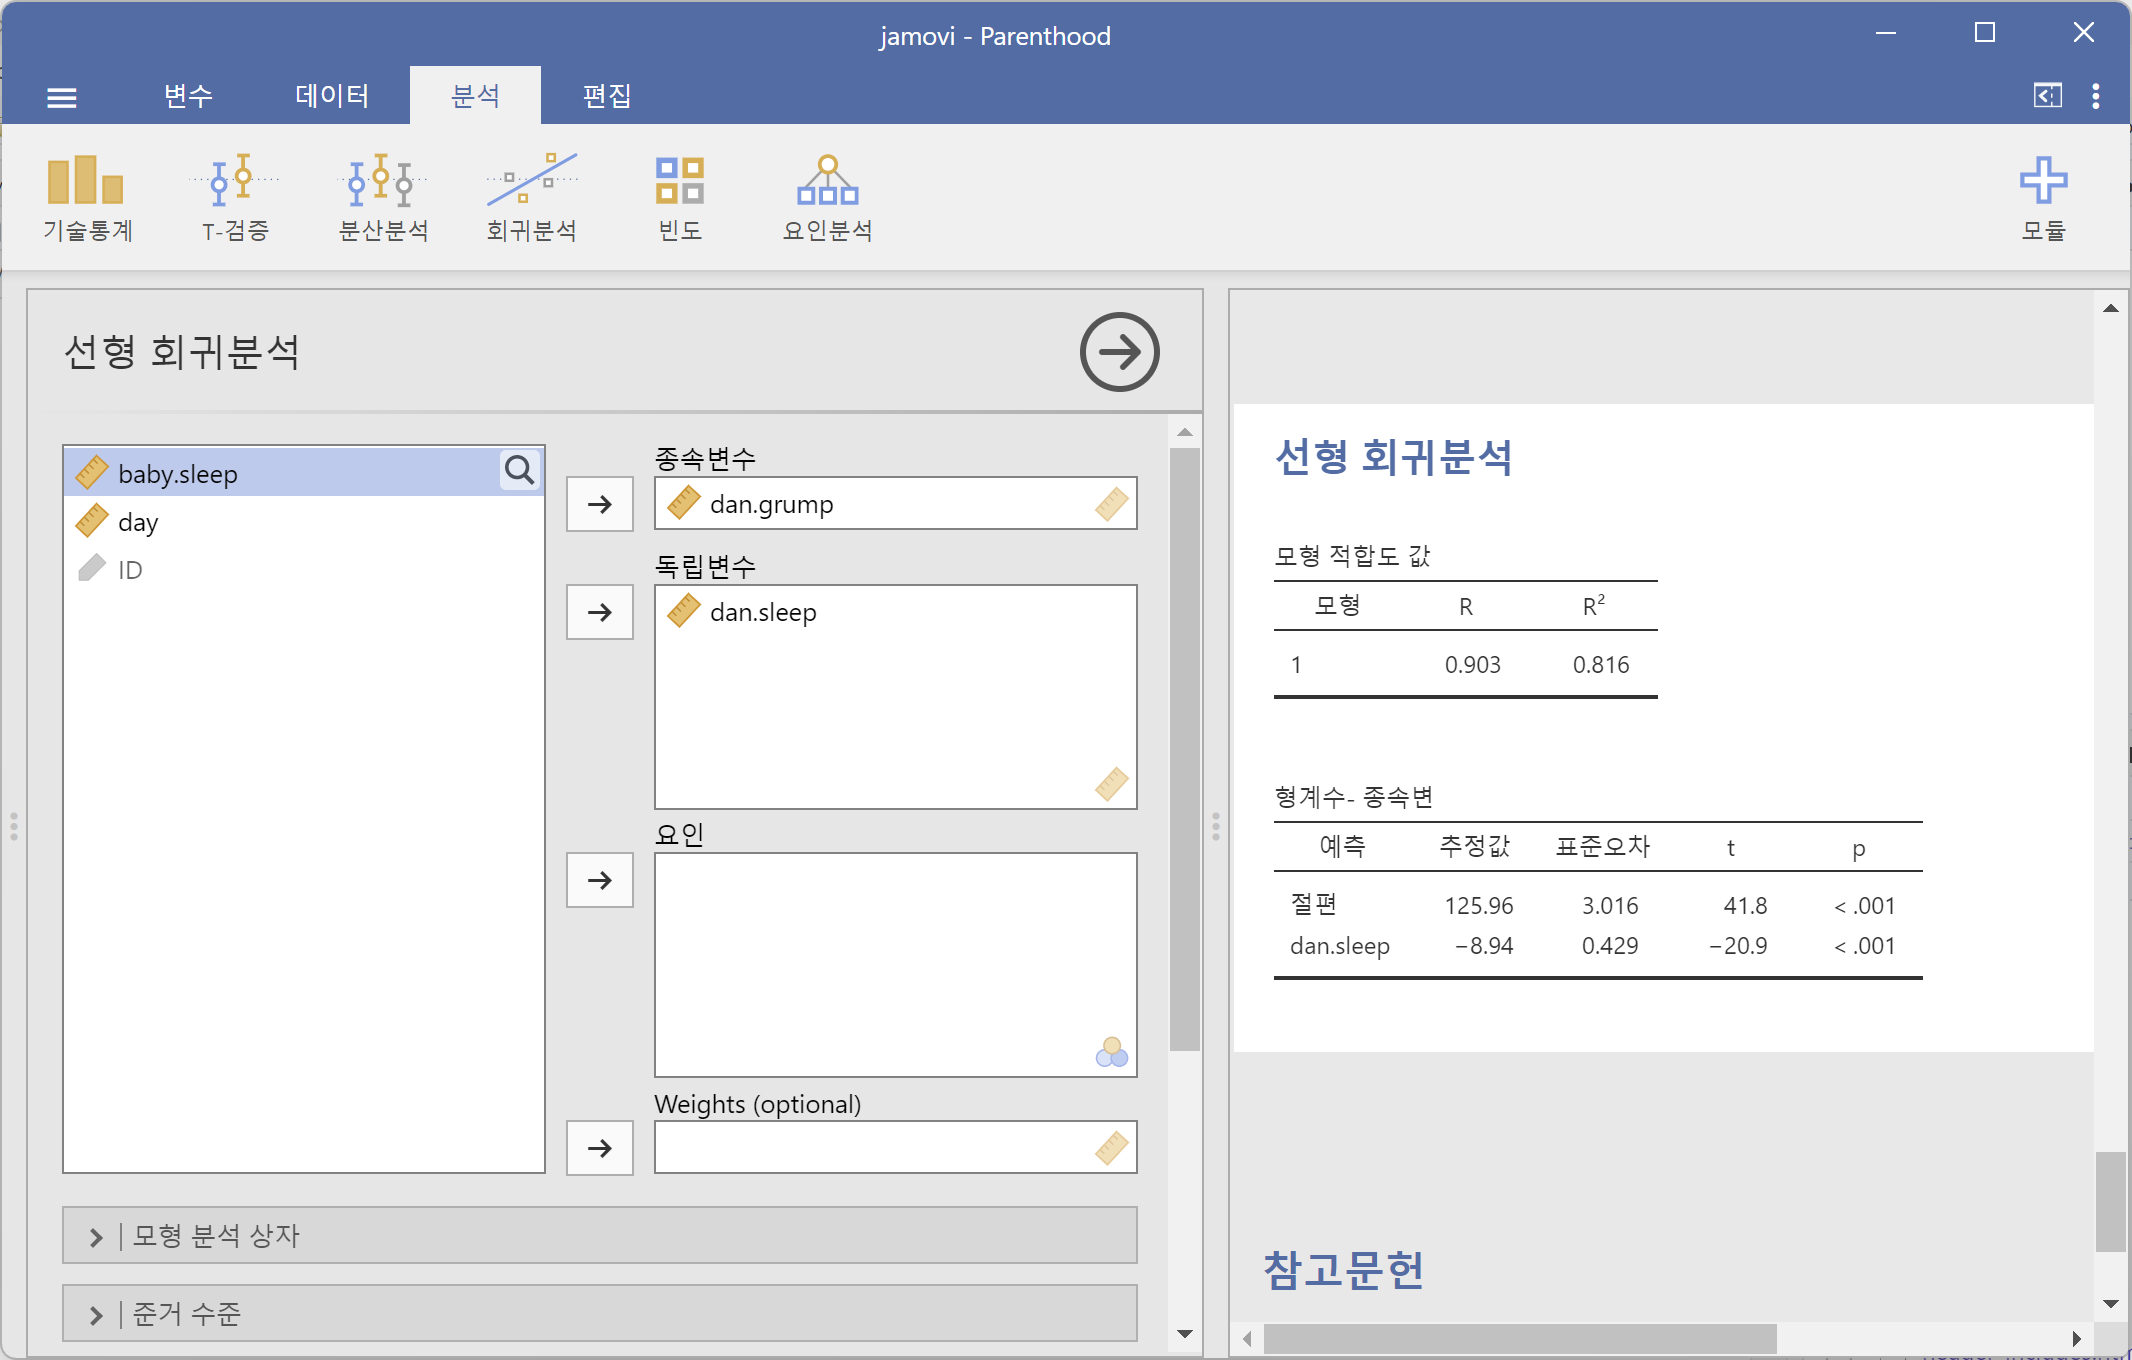 jamovi - Parenthood
변수 데이터 분석 편집
기술통계 T-검증 분산분석 회귀분석 빈도 요인분석 모듈
선형 회귀분석
baby.sleep
day
ID
종속변수
dan.grump
독립변수
dan.sleep
요인
Weights (optional)
모형 분석 상자
준거 수준
선형 회귀분석
모형 적합도 값
모형 R R²
1 0.903 0.816
형계수- 종속변
예측 추정값 표준오차 t p
절편 125.96 3.016 41.8 < .001
dan.sleep −8.94 0.429 −20.9 < .001
참고문헌